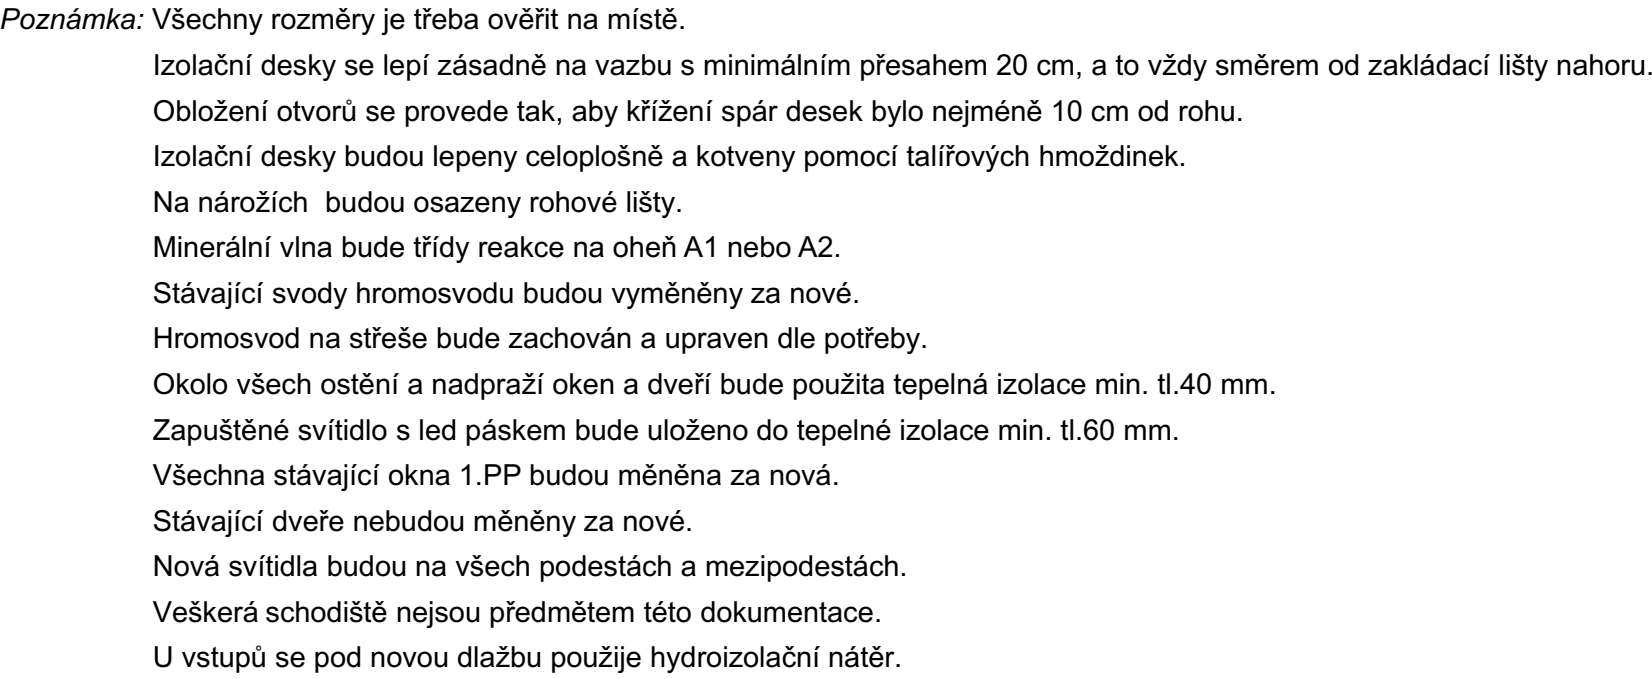 Poznámka: Všechny rozměry je třeba ověřit na místě.
Izolační desky se lepí zásadně na vazbu s minimálním přesahem 20 cm, a to vždy směrem od zakládací lišty nahoru.
Obložení otvorů se provede tak, aby křížení spár desek bylo nejméně 10 cm od rohu.
Izolační desky budou lepeny celoplošně a kotveny pomocí talířových hmoždinek.
Na nárožích  budou osazeny rohové lišty.
Minerální vlna bude třídy reakce na oheň A1 nebo A2.
Stávající svody hromosvodu budou vyměněny za nové.
Hromosvod na střeše bude zachován a upraven dle potřeby.
Okolo všech ostění a nadpraží oken a dveří bude použita tepelná izolace min. tl.40 mm.
Zapuštěné svítidlo s led páskem bude uloženo do tepelné izolace min. tl.60 mm.
Všechna stávající okna 1.PP budou měněna za nová.
Stávající dveře nebudou měněny za nové.
Nová svítidla budou na všech podestách a mezipodestách.
Veškerá schodiště nejsou předmětem této dokumentace.
U vstupů se pod novou dlažbu použije hydroizolační nátěr.